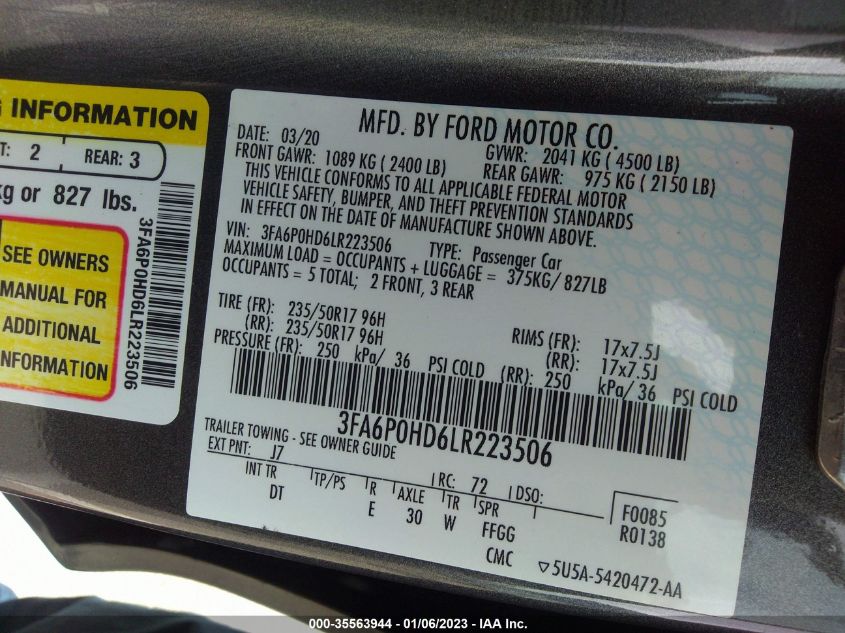 G INFORMATION
T: 2
REAR: 3
kg or 827 lbs.
SEE OWNERS
MANUAL FOR
ADDITIONAL
INFORMATION
3FA6P0HD6LR223506
MFD. BY FORD MOTOR CO.
DATE: 03/20 GVWR: 2041 KG ( 4500 LB)
FRONT GAWR: 1089 KG ( 2400 LB) REAR GAWR: 975 KG ( 2150 LB)
THIS VEHICLE CONFORMS TO ALL APPLICABLE FEDERAL MOTOR
VEHICLE SAFETY, BUMPER, AND THEFT PREVENTION STANDARDS
IN EFFECT ON THE DATE OF MANUFACTURE SHOWN ABOVE.
VIN: 3FA6P0HD6LR223506 TYPE: Passenger Car
MAXIMUM LOAD = OCCUPANTS + LUGGAGE = 375KG/ 827LB
OCCUPANTS = 5 TOTAL; 2 FRONT, 3 REAR
TIRE (FR): 235/50R17 96H RIMS (FR): 17x7.5J
(RR): 235/50R17 96H (RR): 17x7.5J
PRESSURE (FR): 250 kPa/ 36 PSI COLD (RR): 250 kPa/ 36 PSI COLD
3FA6P0HD6LR223506
TRAILER TOWING - SEE OWNER GUIDE
EXT PNT: J7 RC: 72 DSO:
INT TR TP/PS R AXLE TR SPR
DT E 30 W FFGG
CMC
F0085
R0138
▽5U5A-5420472-AA
000-35563944 / 01/06/2023 - IAA Inc.